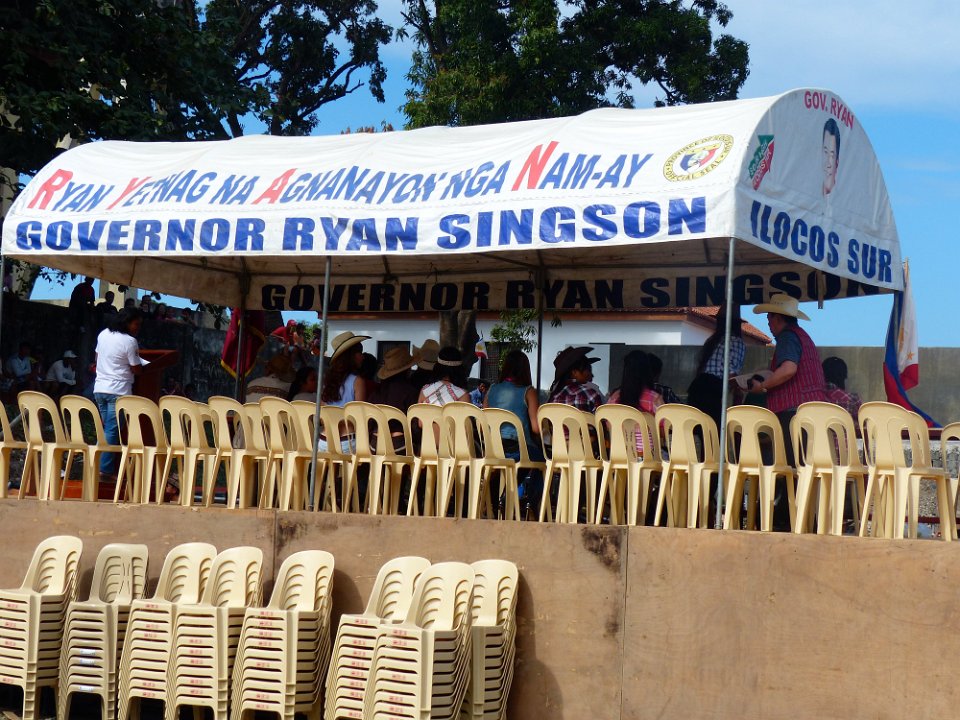 RYAN YETNAG NA AGNANAYON NGA NAM-AY
GOVERNOR RYAN SINGSON
GOV. RYAN
ILOCOS SUR
GOVERNOR RYAN SINGSON